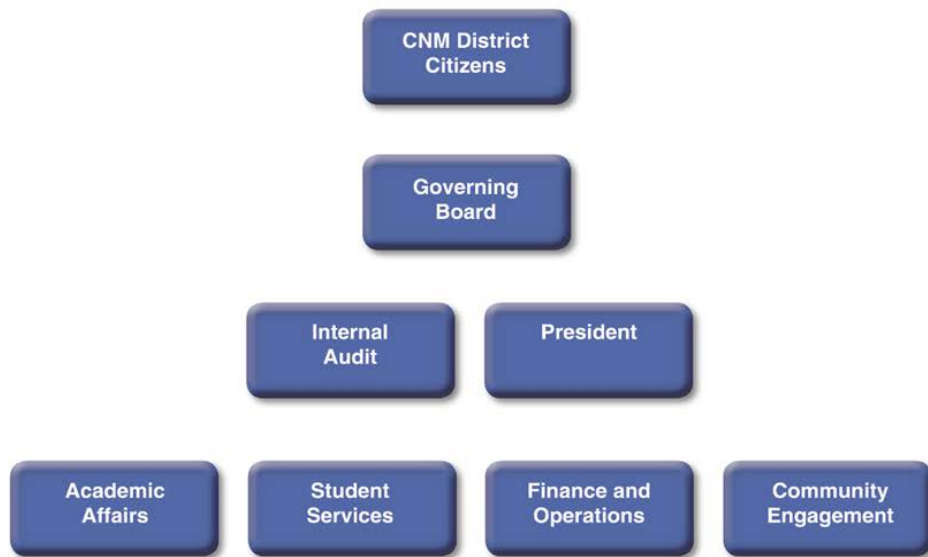 CNM District
Citizens
Governing
Board
Internal
Audit
President
Academic
Affairs
Student
Services
Finance and
Operations
Community
Engagement